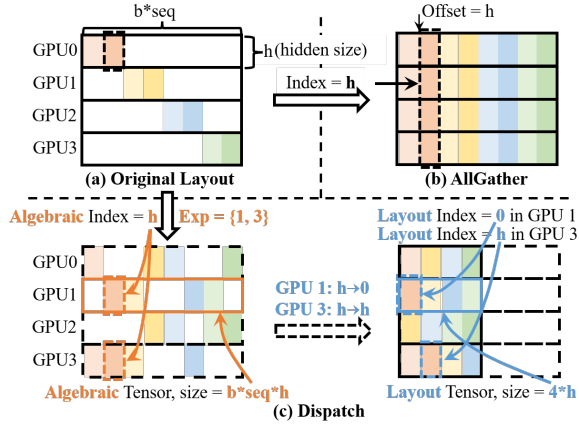 b*seq
Offset = h
GPU0
h(hidden size)
GPU1
Index = h
GPU2
GPU3
(a) Original Layout
(b) AllGather
Algebraic Index = h
Exp = {1, 3}
Layout Index = 0 in GPU 1
Layout Index = h in GPU 3
GPU0
GPU1
GPU 1: h→0
GPU 3: h→h
GPU2
GPU3
Algebraic Tensor, size = b*seq*h
Layout Tensor, size = 4*h
(c) Dispatch